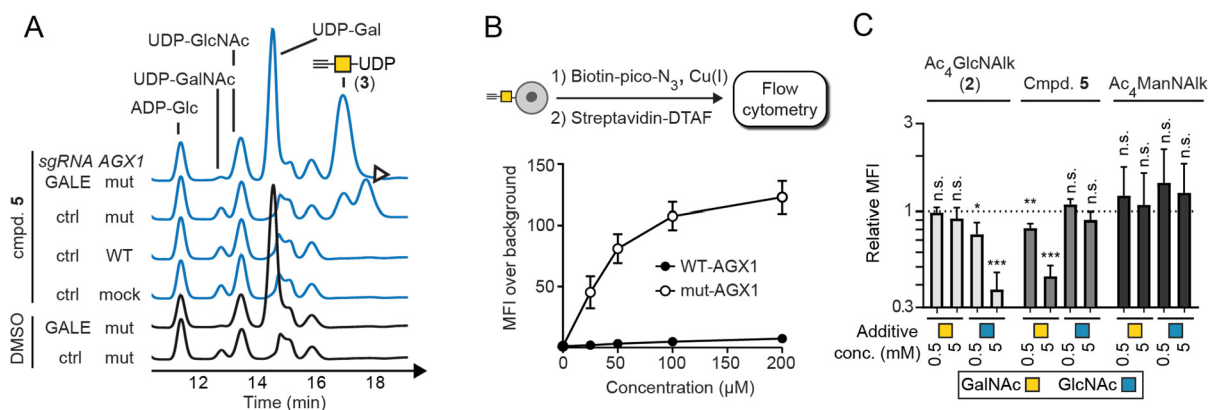 A
UDP-Gal
UDP-GlcNAc
UDP-GalNAc
ADP-Glc
UDP
(3)
sgRNA AGX1
GALE mut
ctrl mut
ctrl WT
ctrl mock
GALE mut
ctrl mut
cmpd. 5
DMSO
12 14 16 18
Time (min)
B
1) Biotin-pico-N3, Cu(I)
2) Streptavidin-DTAF
Flow
cytometry
MFI over background
150
100
50
WT-AGX1
mut-AGX1
0 50 100 150 200
Concentration (µM)
C
Ac4GlcNAlk
(2)
Cmpd. 5
Ac4ManNAlk
Relative MFI
3
1
0.3
n.s. n.s. * *** ** *** n.s. n.s. n.s. n.s. n.s. n.s.
Additive
conc. (mM)
0.5 5 0.5 5 0.5 5 0.5 5 0.5 5 0.5 5
GalNAc GlcNAc